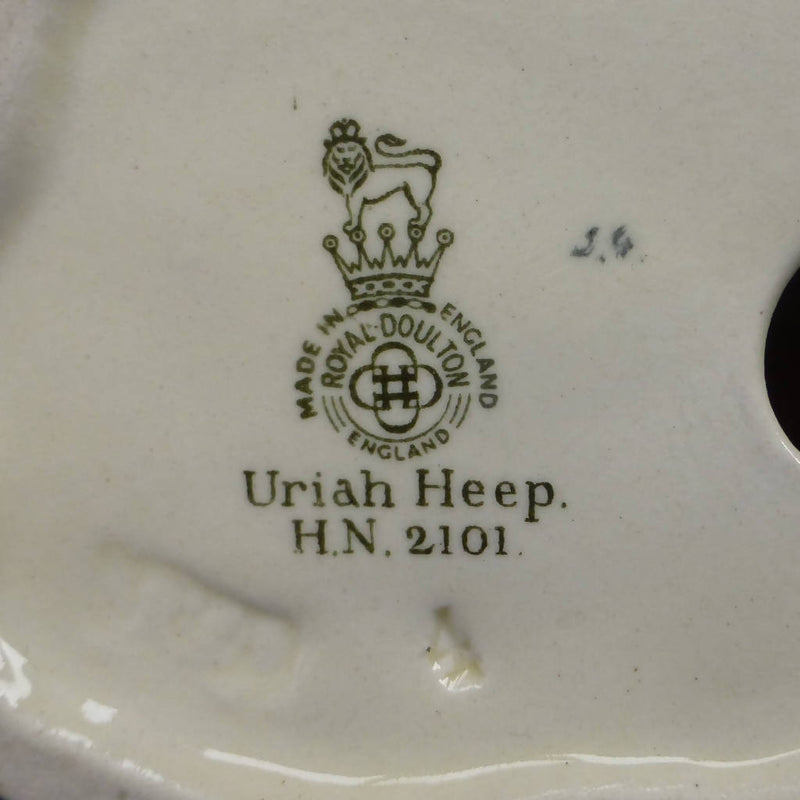 MADE IN ENGLAND
ROYAL·DOULTON
ENGLAND
Uriah Heep.
H.N. 2101.